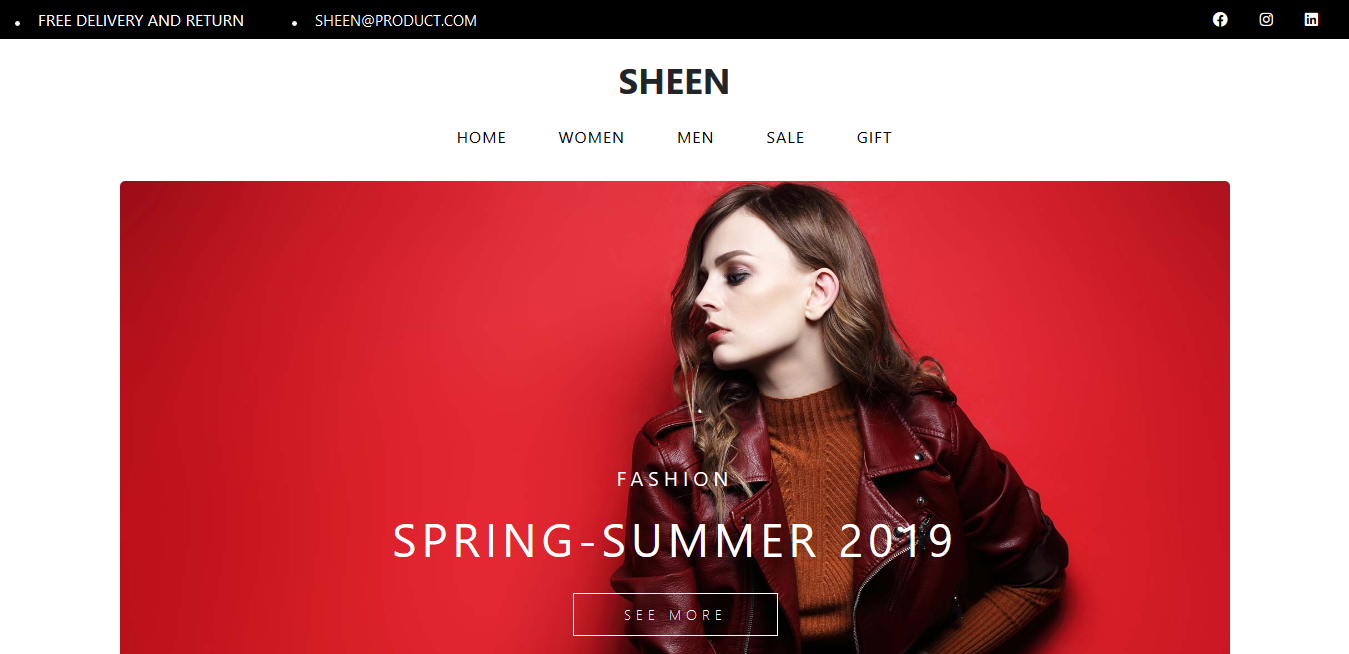 FREE DELIVERY AND RETURN SHEEN@PRODUCT.COM
SHEEN
HOME WOMEN MEN SALE GIFT
FASHION
SPRING-SUMMER 2019
SEE MORE